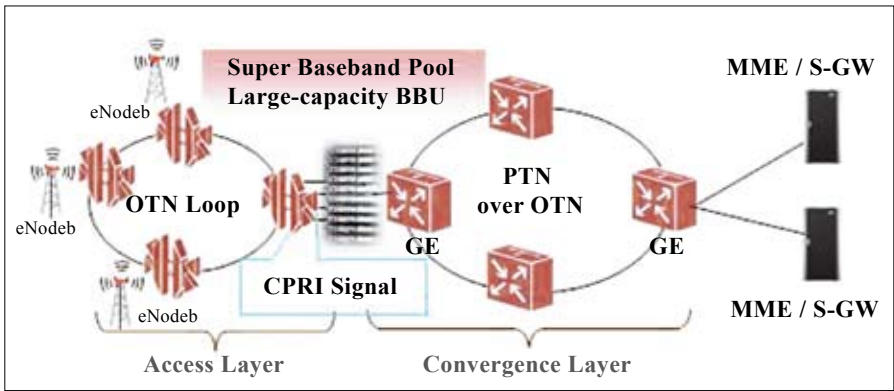 Super Baseband Pool
Large-capacity BBU
MME / S-GW
eNodeb
eNodeb
OTN Loop
PTN
over OTN
GE
GE
CPRI Signal
eNodeb
MME / S-GW
Access Layer
Convergence Layer